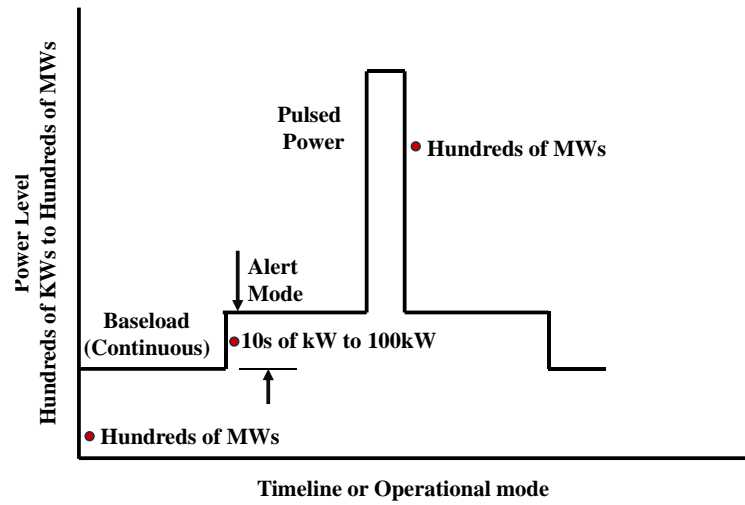 Power Level
Hundreds of KWs to Hundreds of MWs
Pulsed
Power
Hundreds of MWs
Alert
Mode
Baseload
(Continuous)
10s of kW to 100kW
Hundreds of MWs
Timeline or Operational mode